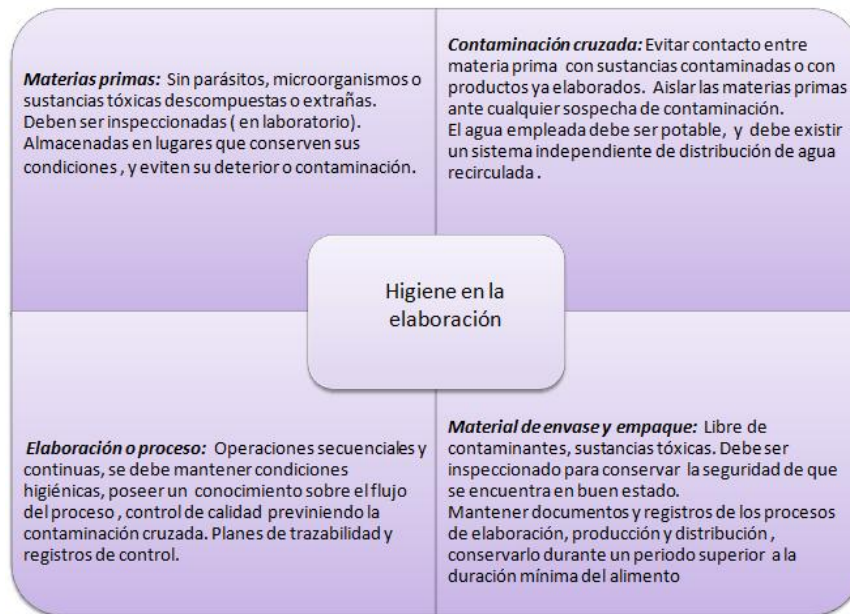 Materias primas: Sin parásitos, microorganismos o
sustancias tóxicas descompuestas o extrañas.
Deben ser inspeccionadas ( en laboratorio).
Almacenadas en lugares que conserven sus
condiciones , y eviten su deterior o contaminación.
Contaminación cruzada: Evitar contacto entre
materia prima con sustancias contaminadas o con
productos ya elaborados. Aislar las materias primas
ante cualquier sospecha de contaminación.
El agua empleada debe ser potable, y debe existir
un sistema independiente de distribución de agua
recirculada .
Higiene en la
elaboración
Elaboración o proceso: Operaciones secuenciales y
continuas, se debe mantener condiciones
higiénicas, poseer un conocimiento sobre el flujo
del proceso , control de calidad previniendo la
contaminación cruzada. Planes de trazabilidad y
registros de control.
Material de envase y empaque: Libre de
contaminantes, sustancias tóxicas. Debe ser
inspeccionado para conservar la seguridad de que
se encuentra en buen estado.
Mantener documentos y registros de los procesos
de elaboración, producción y distribución ,
conservarlo durante un periodo superior a la
duración mínima del alimento